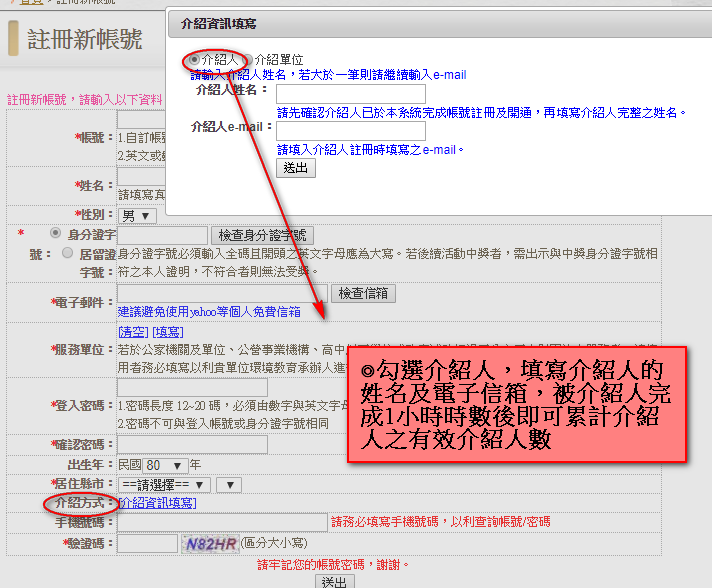 首頁 > 註冊新帳號
註冊新帳號
介紹資訊填寫
介紹人 介紹單位
請輸入介紹人姓名，若大於一筆則請繼續輸入e-mail
介紹人姓名：
請先確認介紹人已於本系統完成帳號註冊及開通，再填寫介紹人完整之姓名。
介紹人e-mail：
請填入介紹人註冊時填寫之e-mail。
送出
註冊新帳號，請輸入以下資料
*帳號：
1.自訂帳
2.英文或
*姓名：
請填寫真
*性別：男
* 身分證字號： 居留證字號：
檢查身分證字號
身分證字號必須輸入全碼且開頭之英文字母應為大寫。若後續活動中獎者，需出示與中獎身分證字號相
符之本人證明，不符合者則無法受獎。
*電子郵件：
檢查信箱
建議避免使用yahoo等個人免費信箱
*服務單位：
[清空] [填寫]
若於公家機關及單位、公營事業機構、高中
用者務必填寫以利貴單位環境教育承辦人進
◎勾選介紹人，填寫介紹人的
姓名及電子信箱，被介紹人完
成1小時時數後即可累計介紹
人之有效介紹人數
*登入密碼：
1.密碼長度 12~20 碼，必須由數字與英文字
2.密碼不可與登入帳號或身分證字號相同
*確認密碼：
出生年：民國 80 年
*居住縣市：==請選擇==
介紹方式：[介紹資訊填寫]
手機號碼：
請務必填寫手機號碼，以利查詢帳號/密碼
*驗證碼：
N82HR (區分大小寫)
請牢記您的帳號密碼，謝謝。
送出